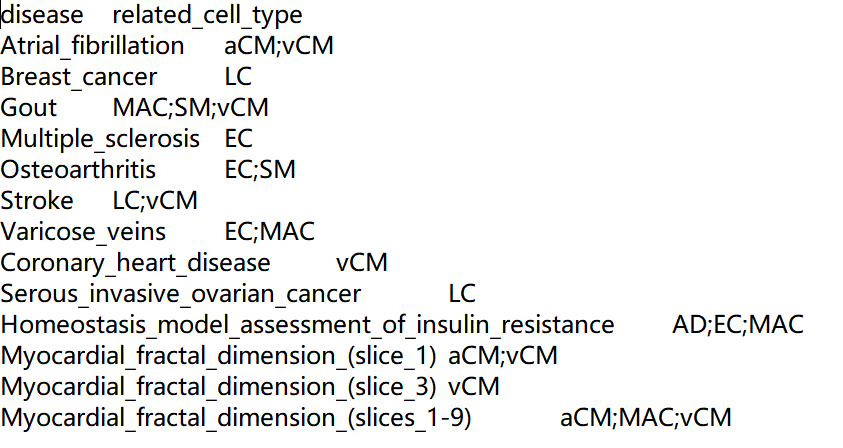 disease	related_cell_type
Atrial_fibrillation	aCM;vCM
Breast_cancer	LC
Gout	MAC;SM;vCM
Multiple_sclerosis	EC
Osteoarthritis	EC;SM
Stroke	LC;vCM
Varicose_veins	EC;MAC
Coronary_heart_disease	vCM
Serous_invasive_ovarian_cancer	LC
Homeostasis_model_assessment_of_insulin_resistance	AD;EC;MAC
Myocardial_fractal_dimension_(slice_1)	aCM;vCM
Myocardial_fractal_dimension_(slice_3)	vCM
Myocardial_fractal_dimension_(slices_1-9)	aCM;MAC;vCM